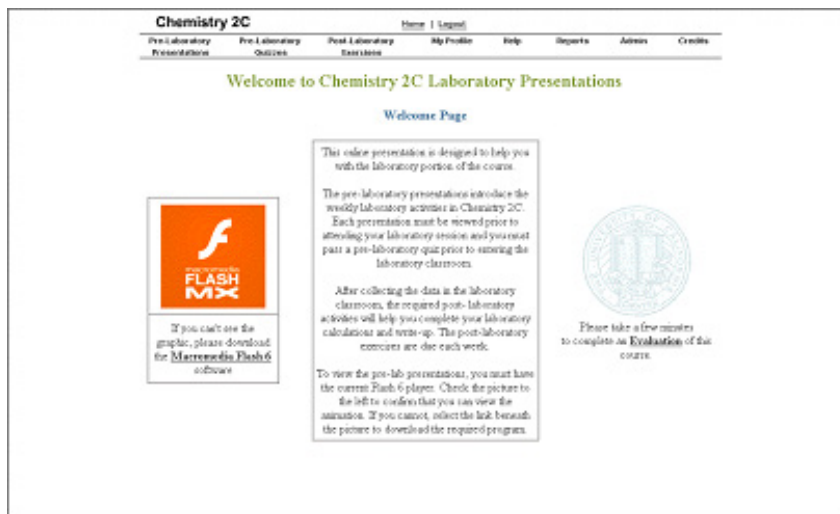 Chemistry 2C
Home | Logout
Pre-Laboratory Presentations
Pre-Laboratory Quizzes
Post-Laboratory Exercises
My Profile
Help
Reports
Admin
Credits
Welcome to Chemistry 2C Laboratory Presentations
Welcome Page
This online presentation is designed to help you
with the laboratory portion of the course.
The pre-laboratory presentations introduce the
weekly laboratory activities in Chemistry 2C.
Each presentation must be viewed prior to
attending your laboratory session and you must
pass a pre-laboratory quiz prior to entering the
laboratory classroom.
After collecting the data in the laboratory
classroom, the required post- laboratory
activities will help you complete your laboratory
calculations and write-up. The post-laboratory
exercises are due each week.
To view the pre-lab presentations, you must have
the current Flash 6 player. Check the picture to
the left to confirm that you can view the
animation. If you cannot, select the link beneath
the picture to download the required program.
macromedia
FLASH
MX
If you can't see the
graphic, please download
the Macromedia Flash 6
software
Please take a few minutes
to complete an Evaluation of this
course.